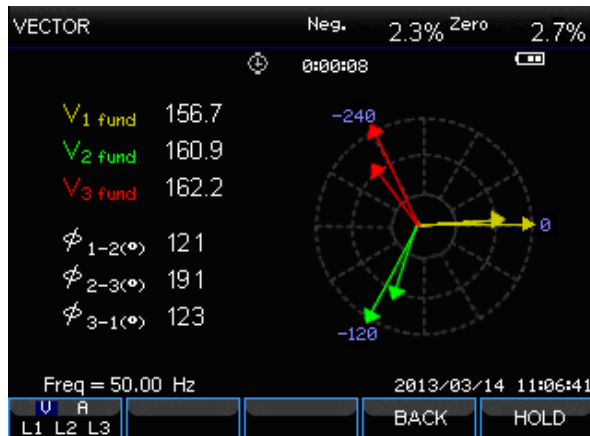 VECTOR Neg. 2.3% Zero 2.7%
0:00:08
V1 fund 156.7
V2 fund 160.9
V3 fund 162.2
ϕ1-2(°) 121
ϕ2-3(°) 191
ϕ3-1(°) 123
-240
0
-120
Freq = 50.00 Hz 2013/03/14 11:06:41
V A
L1 L2 L3
BACK
HOLD